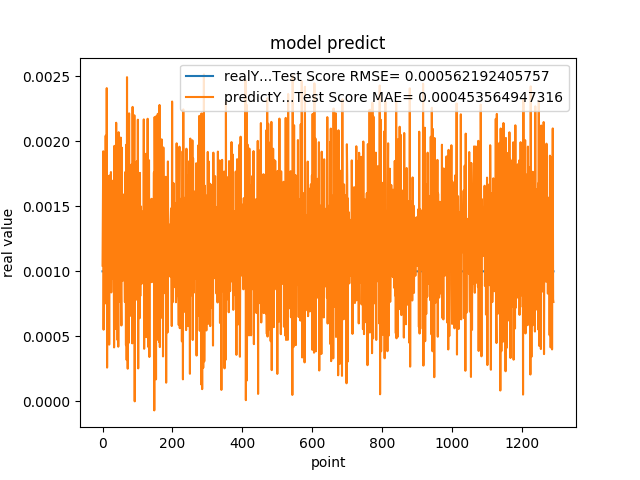 model predict
realY...Test Score RMSE= 0.000562192405757
predictY...Test Score MAE= 0.000453564947316
0.0025
0.0020
0.0015
0.0010
0.0005
0.0000
real value
0 200 400 600 800 1000 1200
point